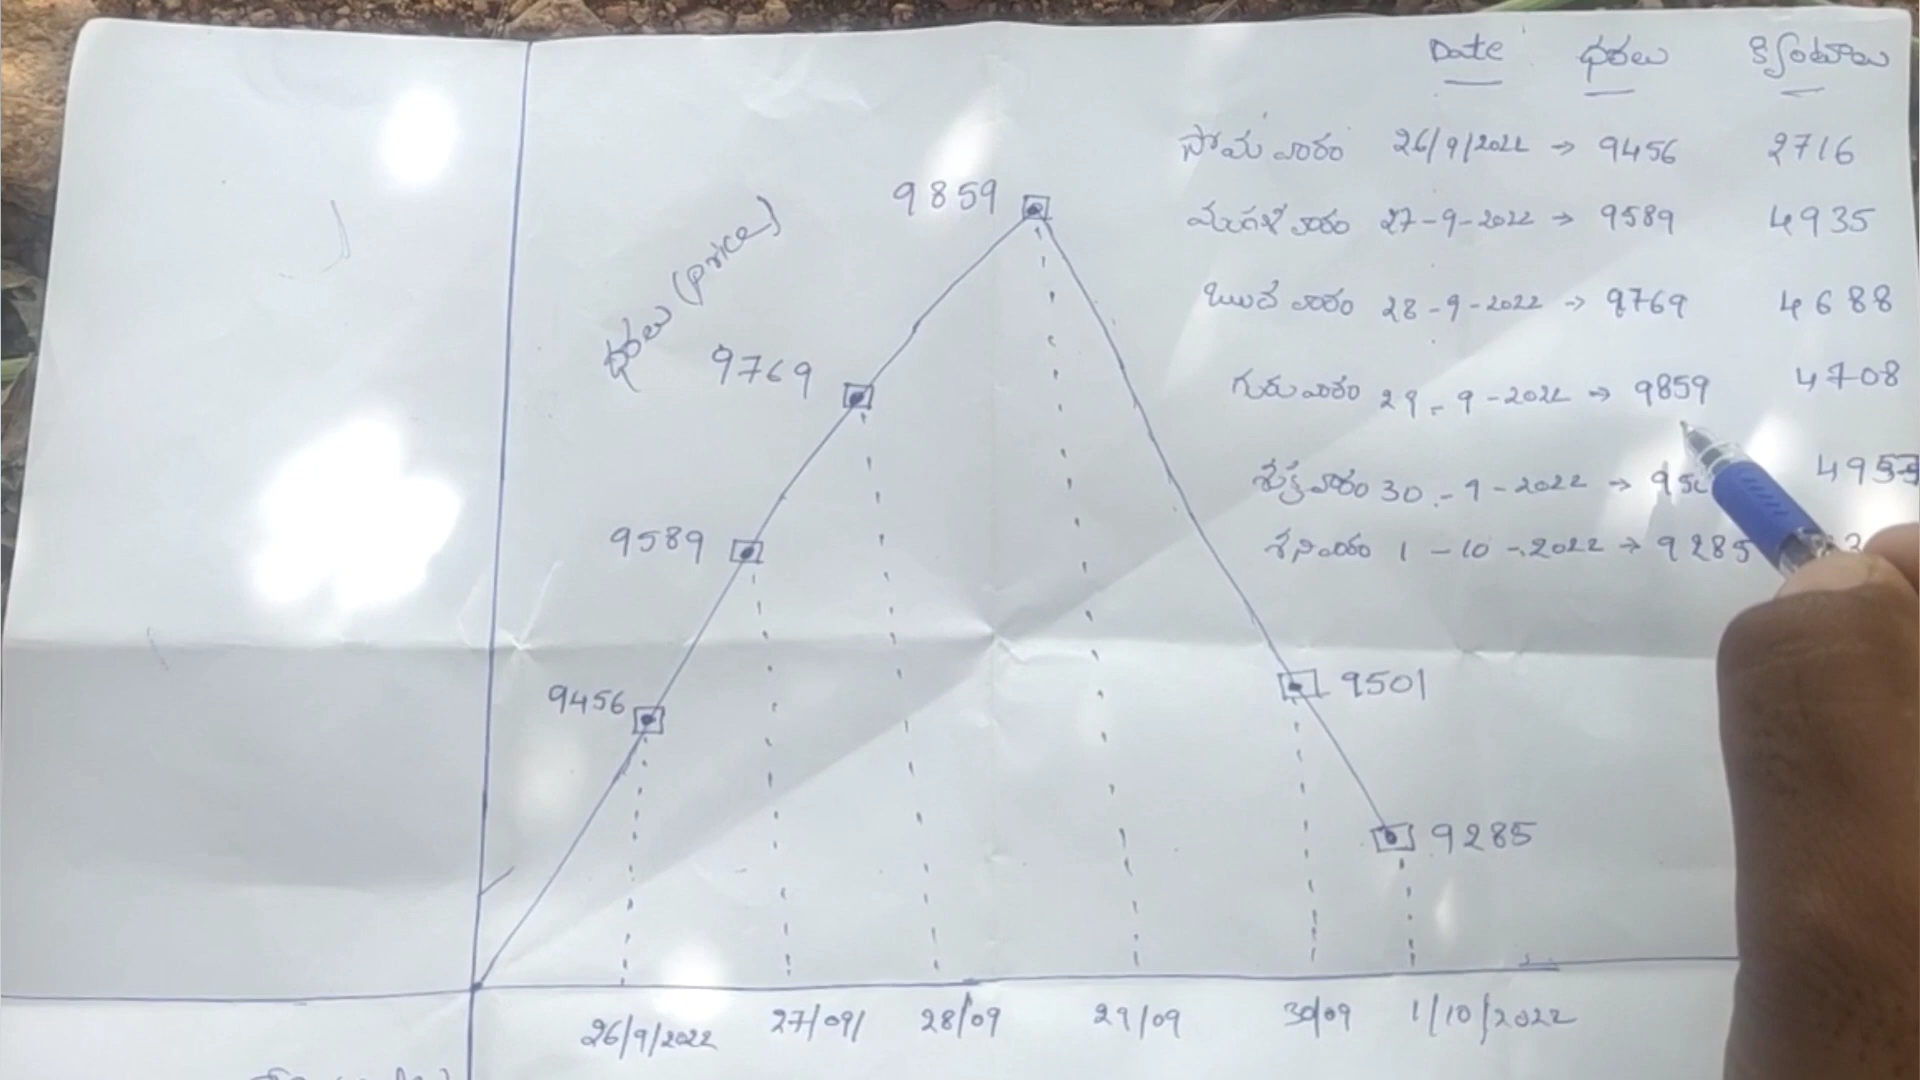 Date ధరలు క్వింటాలు
సోమవారం 26/9/2022 → 9456 2716
మంగళవారం 27-9-2022 → 9589 4935
బుధవారం 28-9-2022 → 9769 4688
గురువారం 29-9-2022 → 9859 4708
శుక్రవారం 30-9-2022 →
శనివారం 1-10-2022 → 9285
ధరలు (price)
9859
9769
9589
9456
9501
9285
26/9/2022 27/09/ 28/09 29/09 30/09 1/10/2022